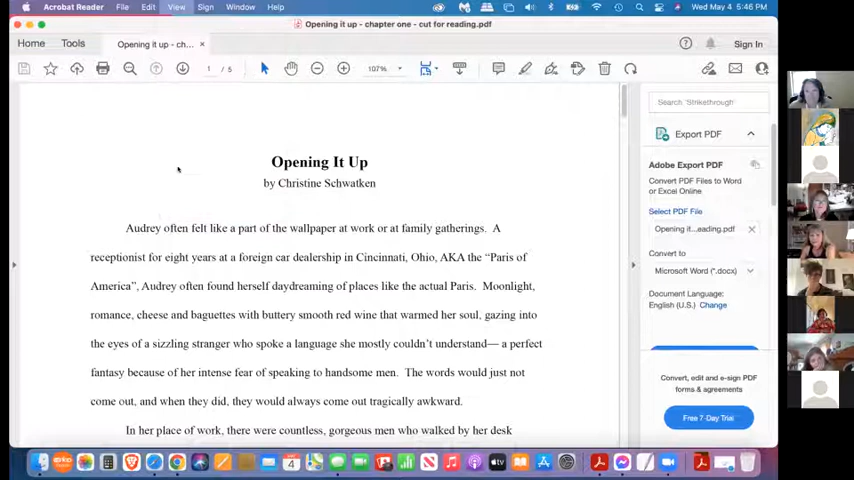 Acrobat Reader File Edit View Sign Window Help Wed May 4 5:46 PM
Opening it up - chapter one - cut for reading.pdf
Home Tools Opening it up - ch... × Sign In
1 / 5 107%
Search 'Strikethrough
Export PDF
Adobe Export PDF
Convert PDF Files to Word
or Excel Online
Select PDF File
Opening it...eading.pdf
Convert to
Microsoft Word (*.docx)
Document Language:
English (U.S.) Change
Convert, edit and e-sign PDF
forms & agreements
Free 7-Day Trial
Opening It Up
by Christine Schwatken
Audrey often felt like a part of the wallpaper at work or at family gatherings. A
receptionist for eight years at a foreign car dealership in Cincinnati, Ohio, AKA the “Paris of
America”, Audrey often found herself daydreaming of places like the actual Paris. Moonlight,
romance, cheese and baguettes with buttery smooth red wine that warmed her soul, gazing into
the eyes of a sizzling stranger who spoke a language she mostly couldn’t understand— a perfect
fantasy because of her intense fear of speaking to handsome men. The words would just not
come out, and when they did, they would always come out tragically awkward.
In her place of work, there were countless, gorgeous men who walked by her desk